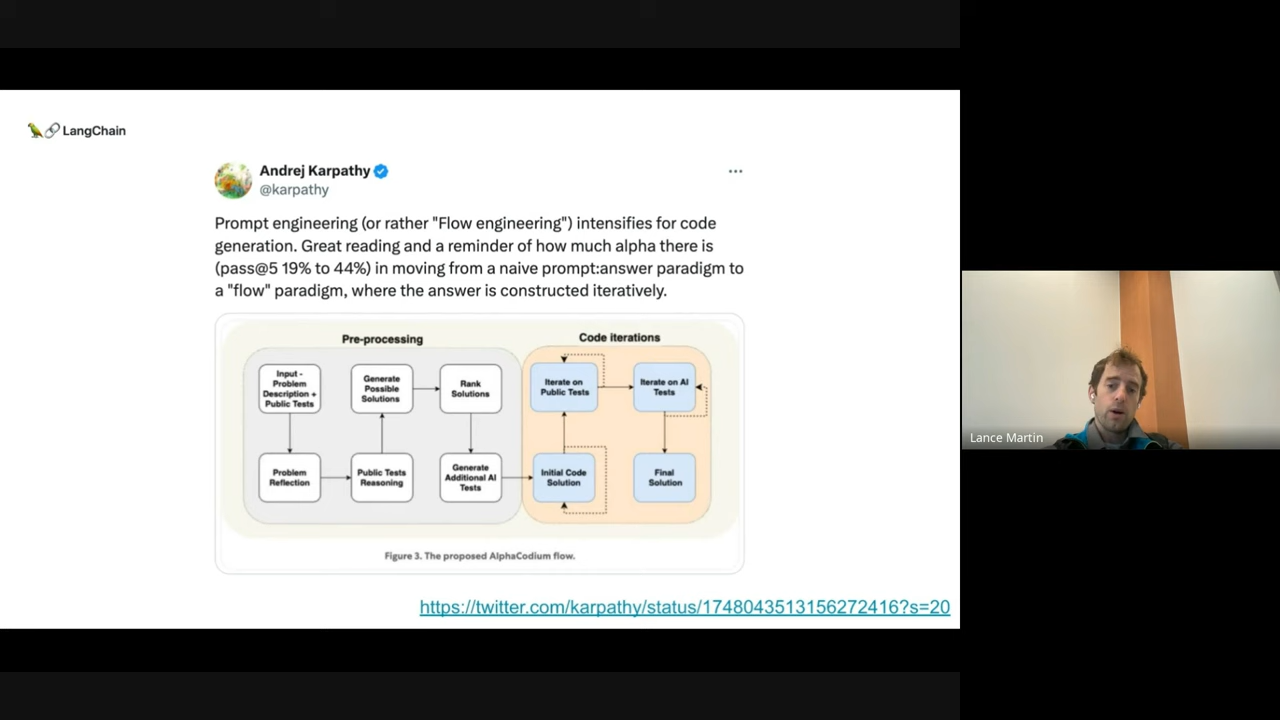 LangChain
Andrej Karpathy
@karpathy
Prompt engineering (or rather "Flow engineering") intensifies for code
generation. Great reading and a reminder of how much alpha there is
(pass@5 19% to 44%) in moving from a naive prompt:answer paradigm to
a "flow" paradigm, where the answer is constructed iteratively.
Pre-processing
Input -
Problem
Description +
Public Tests
Generate
Possible
Solutions
Rank
Solutions
Problem
Reflection
Public Tests
Reasoning
Generate
Additional AI
Tests
Code iterations
Iterate on
Public Tests
Iterate on AI
Tests
Initial Code
Solution
Final
Solution
Figure 3. The proposed AlphaCodium flow.
https://twitter.com/karpathy/status/1748043513156272416?s=20
Lance Martin